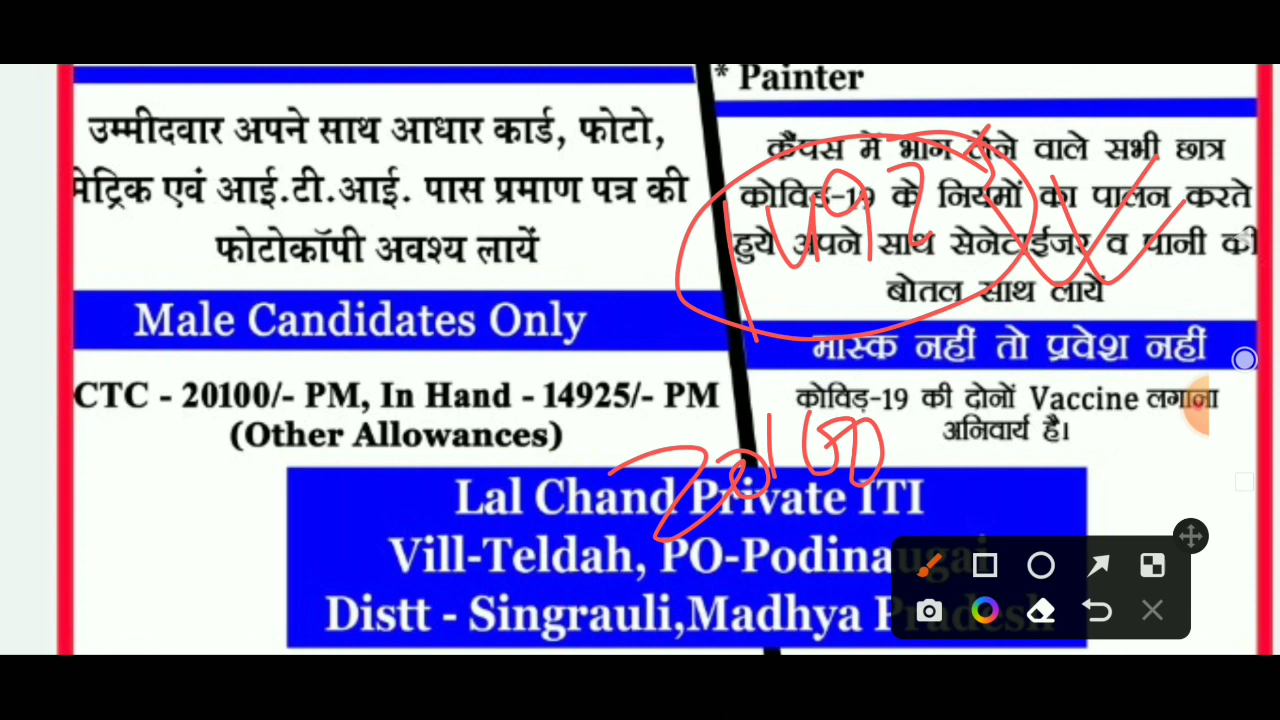 * Painter
उम्मीदवार अपने साथ आधार कार्ड, फोटो,
मेट्रिक एवं आई.टी.आई. पास प्रमाण पत्र की
फोटोकॉपी अवश्य लायें
Male Candidates Only
CTC - 20100/- PM, In Hand - 14925/- PM
(Other Allowances)
कैंपस में भाग लेने वाले सभी छात्र
कोविड़-19 के नियमों का पालन करते
हुये अपने साथ सेनेटाईजर व पानी की
बोतल साथ लायें
मास्क नहीं तो प्रवेश नहीं
कोविड़-19 की दोनों Vaccine लगाना
अनिवार्य है।
20100
Lal Chand Private ITI
Vill-Teldah, PO-Podinaugai
Distt - Singrauli,Madhya Pradesh